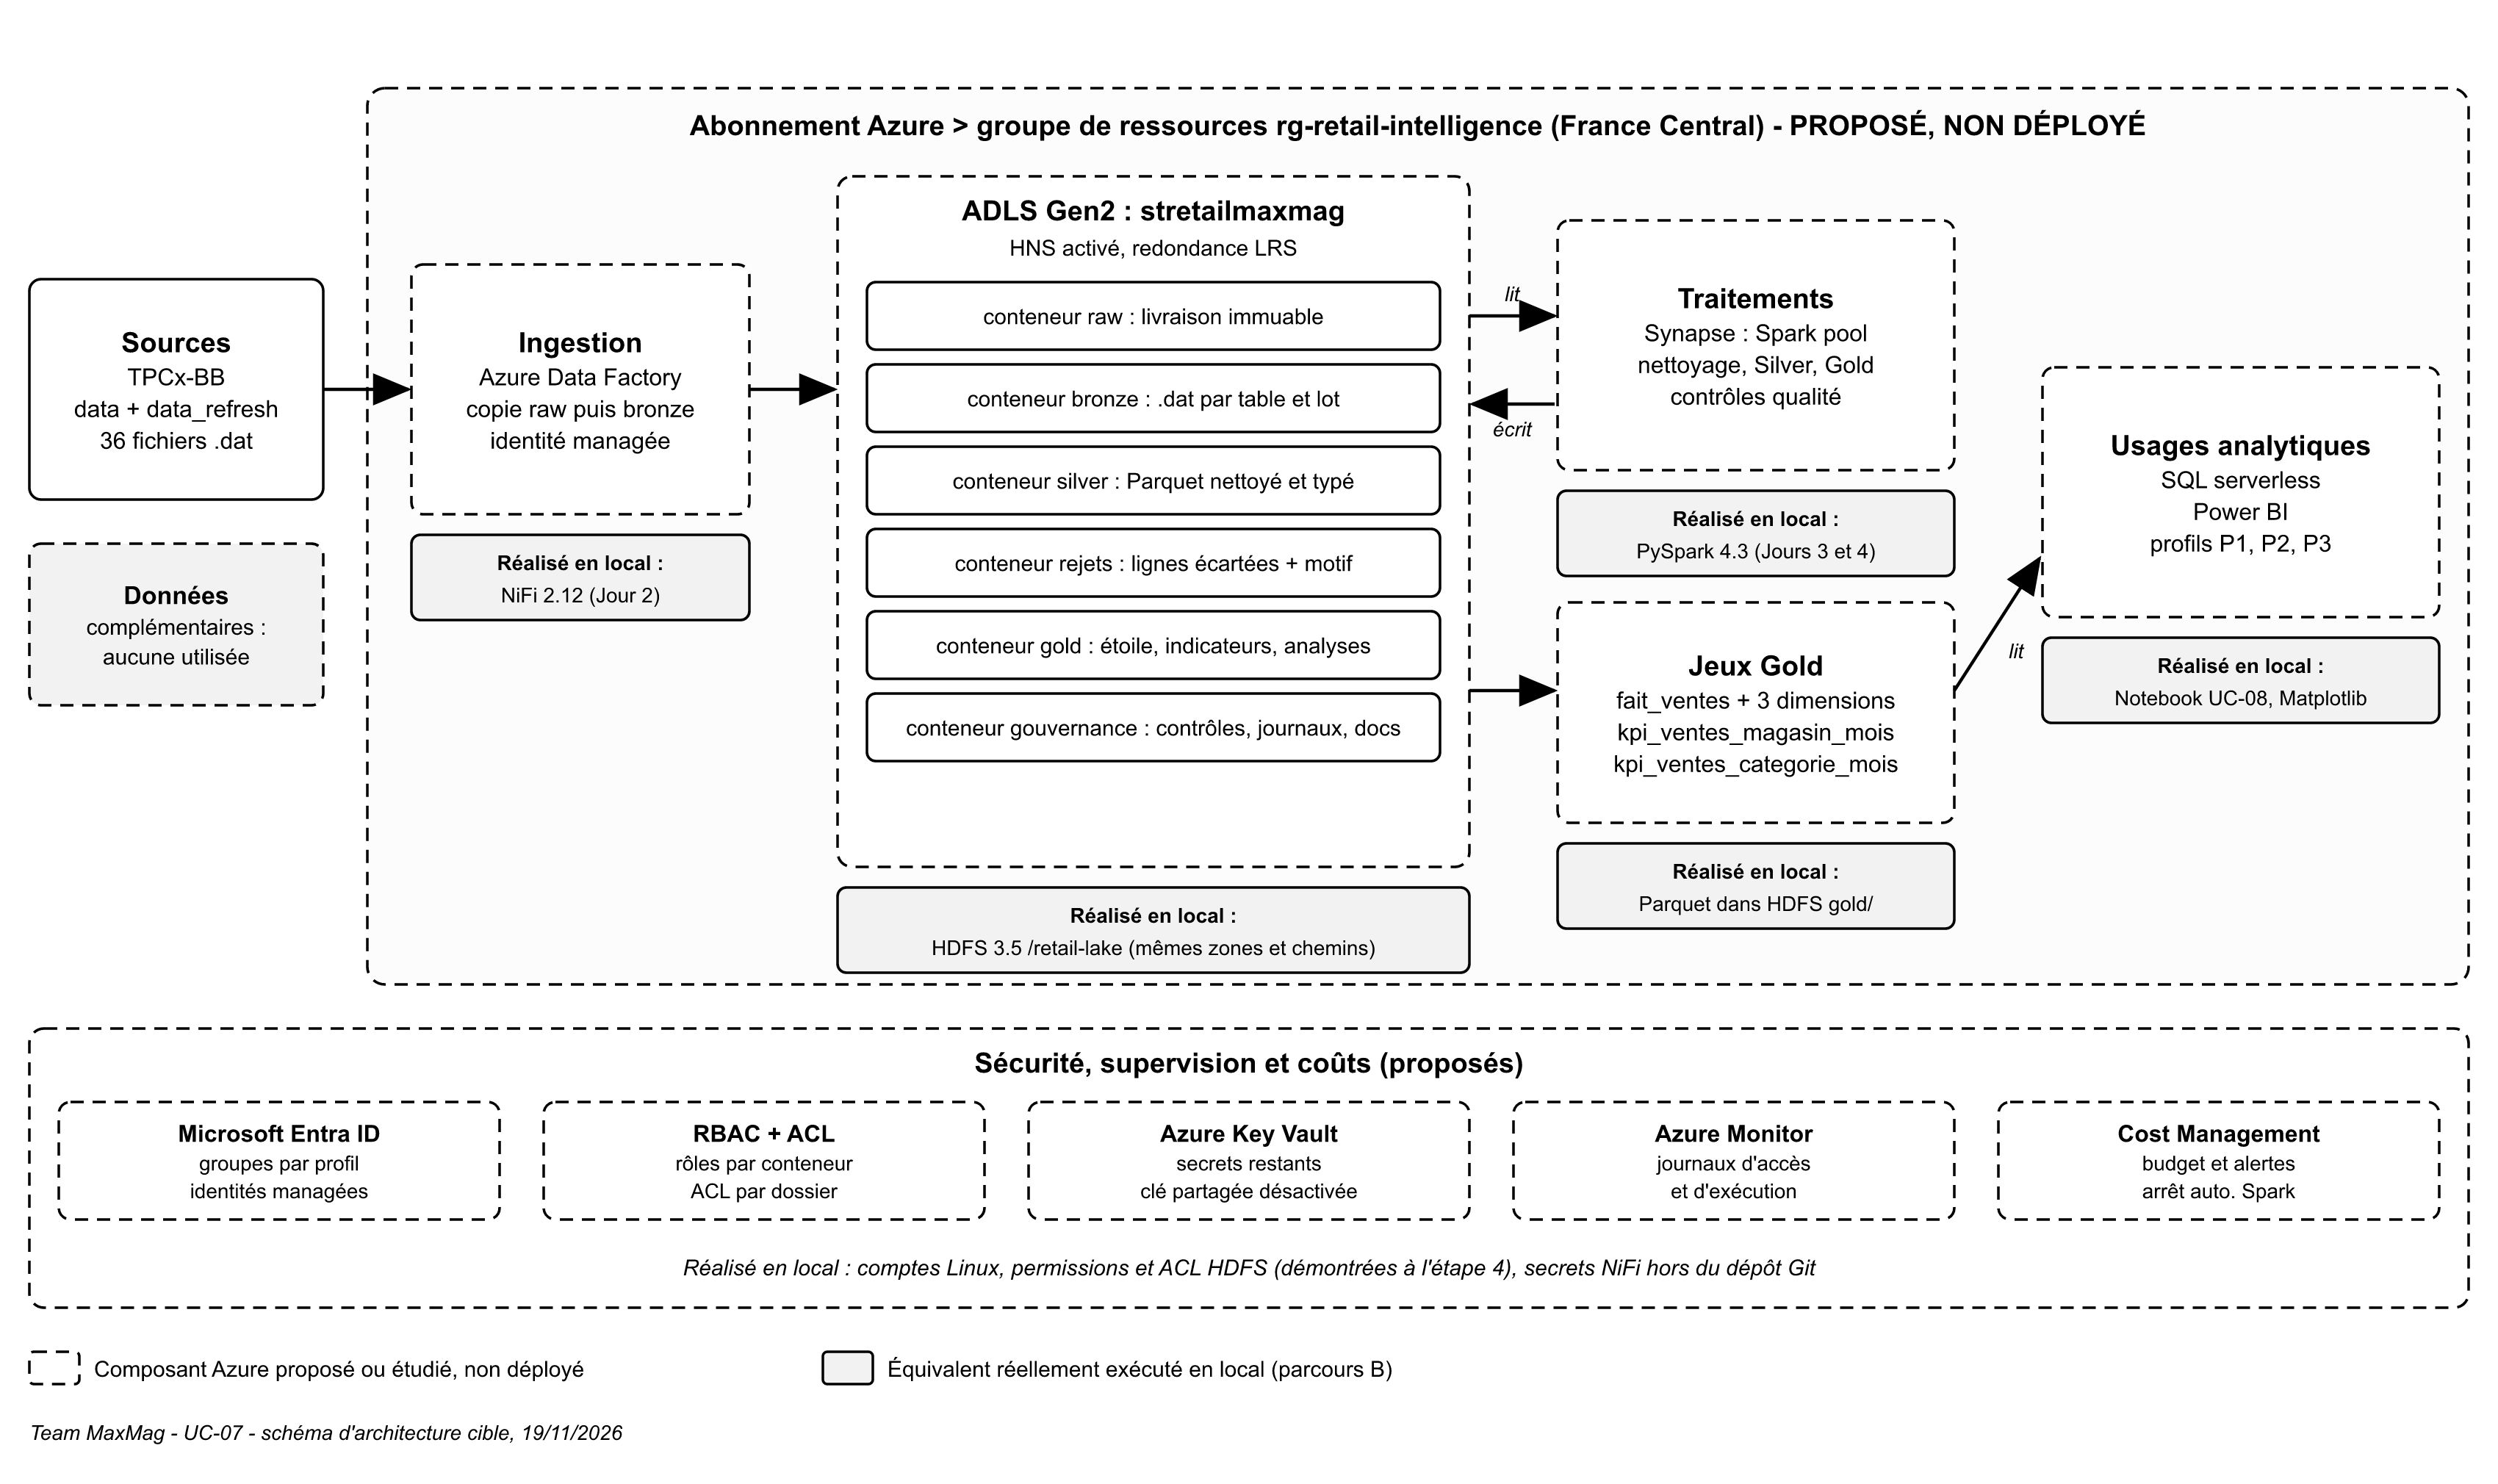 Abonnement Azure > groupe de ressources rg-retail-intelligence (France Central) - PROPOSÉ, NON DÉPLOYÉ
Sources
TPCx-BB
data + data_refresh
36 fichiers .dat
Données
complémentaires :
aucune utilisée
Ingestion
Azure Data Factory
copie raw puis bronze
identité managée
Réalisé en local :
NiFi 2.12 (Jour 2)
ADLS Gen2 : stretailmaxmag
HNS activé, redondance LRS
conteneur raw : livraison immuable
conteneur bronze : .dat par table et lot
conteneur silver : Parquet nettoyé et typé
conteneur rejets : lignes écartées + motif
conteneur gold : étoile, indicateurs, analyses
conteneur gouvernance : contrôles, journaux, docs
Réalisé en local :
HDFS 3.5 /retail-lake (mêmes zones et chemins)
lit
écrit
Traitements
Synapse : Spark pool
nettoyage, Silver, Gold
contrôles qualité
Réalisé en local :
PySpark 4.3 (Jours 3 et 4)
Jeux Gold
fait_ventes + 3 dimensions
kpi_ventes_magasin_mois
kpi_ventes_categorie_mois
Réalisé en local :
Parquet dans HDFS gold/
lit
Usages analytiques
SQL serverless
Power BI
profils P1, P2, P3
Réalisé en local :
Notebook UC-08, Matplotlib
Sécurité, supervision et coûts (proposés)
Microsoft Entra ID
groupes par profil
identités managées
RBAC + ACL
rôles par conteneur
ACL par dossier
Azure Key Vault
secrets restants
clé partagée désactivée
Azure Monitor
journaux d'accès
et d'exécution
Cost Management
budget et alertes
arrêt auto. Spark
Réalisé en local : comptes Linux, permissions et ACL HDFS (démontrées à l'étape 4), secrets NiFi hors du dépôt Git
Composant Azure proposé ou étudié, non déployé
Équivalent réellement exécuté en local (parcours B)
Team MaxMag - UC-07 - schéma d'architecture cible, 19/11/2026